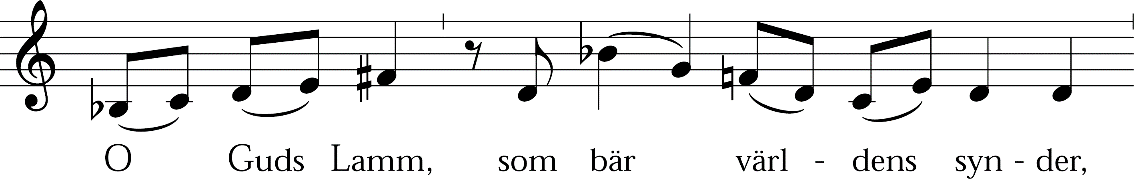 O Guds Lamm, som bär värl - dens syn - der,